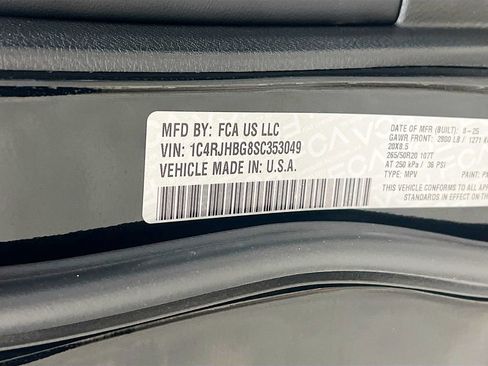 MFD BY: FCA US LLC
VIN: 1C4RJHBG8SC353049
VEHICLE MADE IN: U.S.A.
DATE OF MFR (BUILT): 8-25
GAWR FRONT: 2800 LB / 1271
20X8.5
265/50R20 107T
AT 250 kPa / 36 PSI
TYPE: MPV PAINT:
THIS VEHICLE CONFORMS TO ALL
STANDARDS IN EFFECT ON